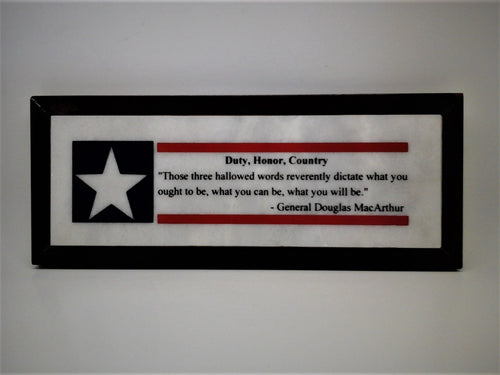 Duty, Honor, Country
"Those three hallowed words reverently dictate what you
ought to be, what you can be, what you will be."
- General Douglas MacArthur